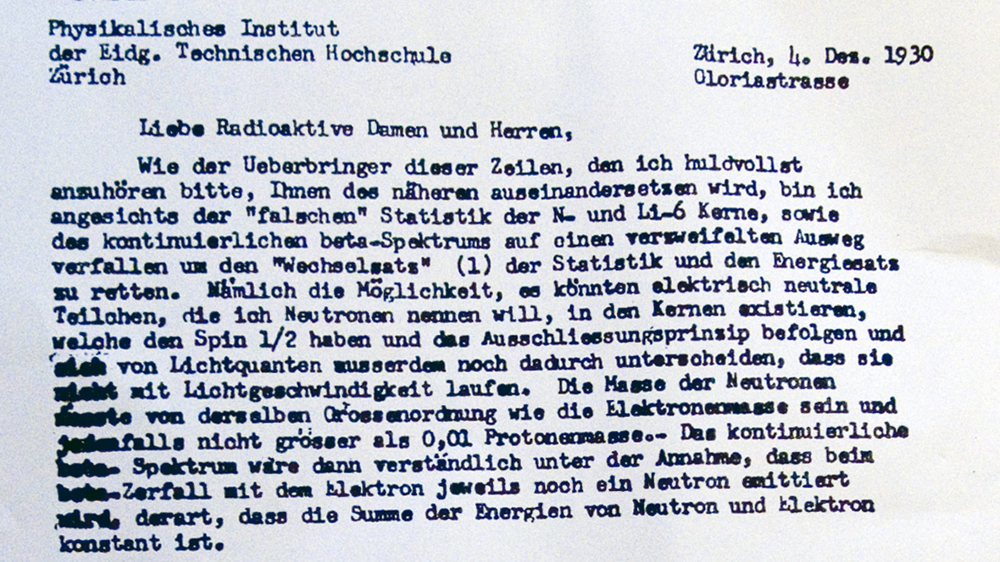 Physikalisches Institut
der Eidg. Technischen Hochschule
Zürich
Zürich, 4. Dez. 1930
Gloriastrasse
Liebe Radioaktive Damen und Herren,
Wie der Ueberbringer dieser Zeilen, den ich huldvollst
anzuhören bitte, Ihnen des näheren auseinandersetzen wird, bin ich
angesichts der "falschen" Statistik der N- und Li-6 Kerne, sowie
des kontinuierlichen beta-Spektrums auf einen verzweifelten Ausweg
verfallen um den "Wechselsatz" (1) der Statistik und den Energiesatz
zu retten. Nämlich die Möglichkeit, es könnten elektrisch neutrale
Teilchen, die ich Neutronen nennen will, in den Kernen existieren,
welche den Spin 1/2 haben und das Ausschliessungsprinzip befolgen und
sich von Lichtquanten ausserdem noch dadurch unterscheiden, dass sie
nicht mit Lichtgeschwindigkeit laufen. Die Masse der Neutronen
müsste von derselben Grossenordnung wie die Elektronenmasse sein und
jedenfalls nicht grösser als 0,01 Protonenmasse.- Das kontinuierliche
beta- Spektrum wäre dann verständlich unter der Annahme, dass beim
beta-Zerfall mit dem Elektron jeweils noch ein Neutron emittiert
wird, derart, dass die Summe der Energien von Neutron und Elektron
konstant ist.